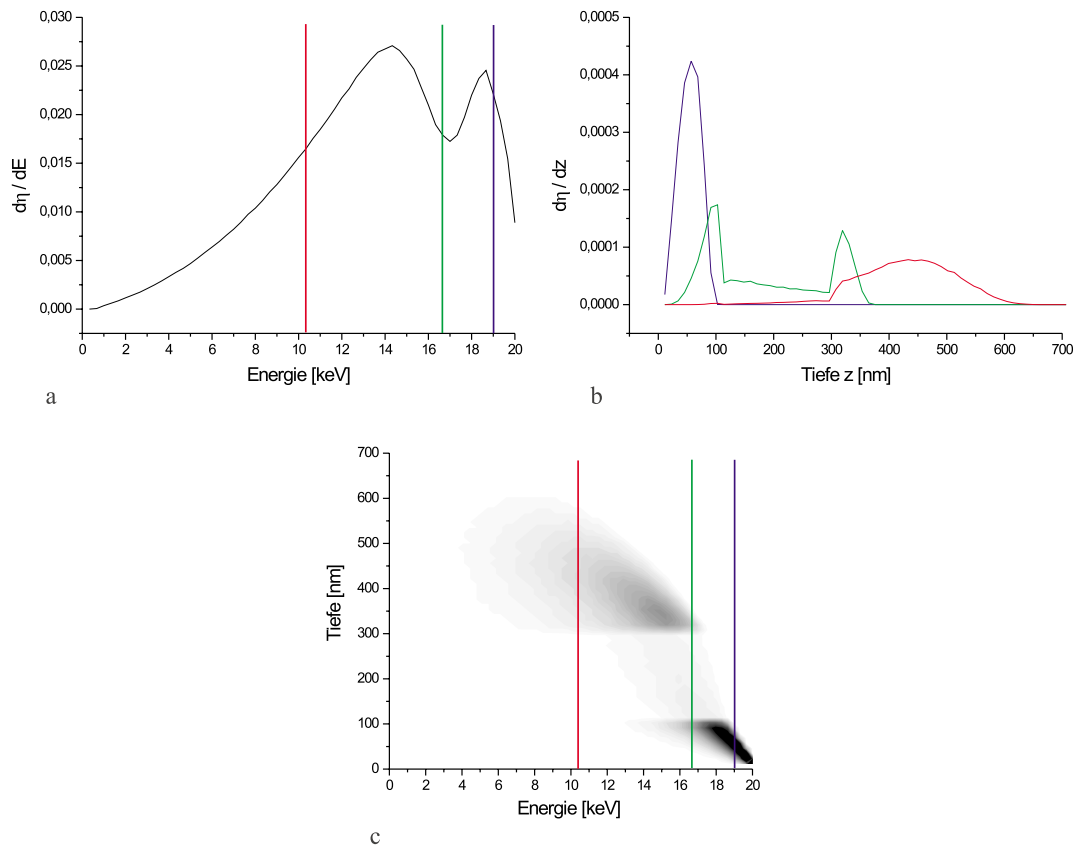 0,030
0,025
0,020
0,015
0,010
0,005
0,000
dη / dE
0 2 4 6 8 10 12 14 16 18 20
Energie [keV]
a
0,0005
0,0004
0,0003
0,0002
0,0001
0,0000
dη / dz
0 100 200 300 400 500 600 700
Tiefe z [nm]
b
700
600
500
400
300
200
100
0
Tiefe [nm]
0 2 4 6 8 10 12 14 16 18 20
Energie [keV]
c